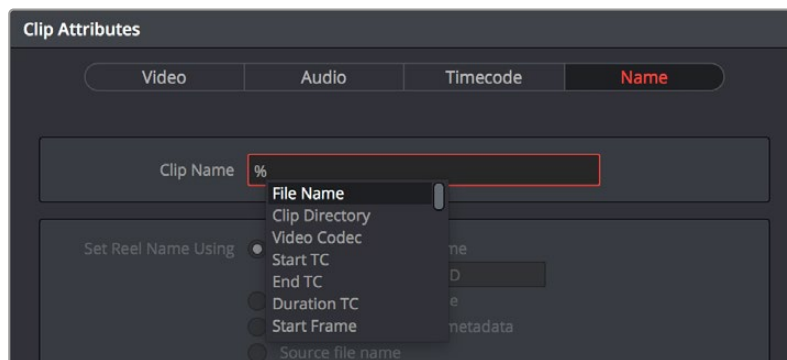 Clip Attributes
Video Audio Timecode Name
Clip Name %
File Name
Clip Directory
Video Codec
Start TC
End TC
Duration TC
Start Frame
Set Reel Name Using
metadata
Source file name